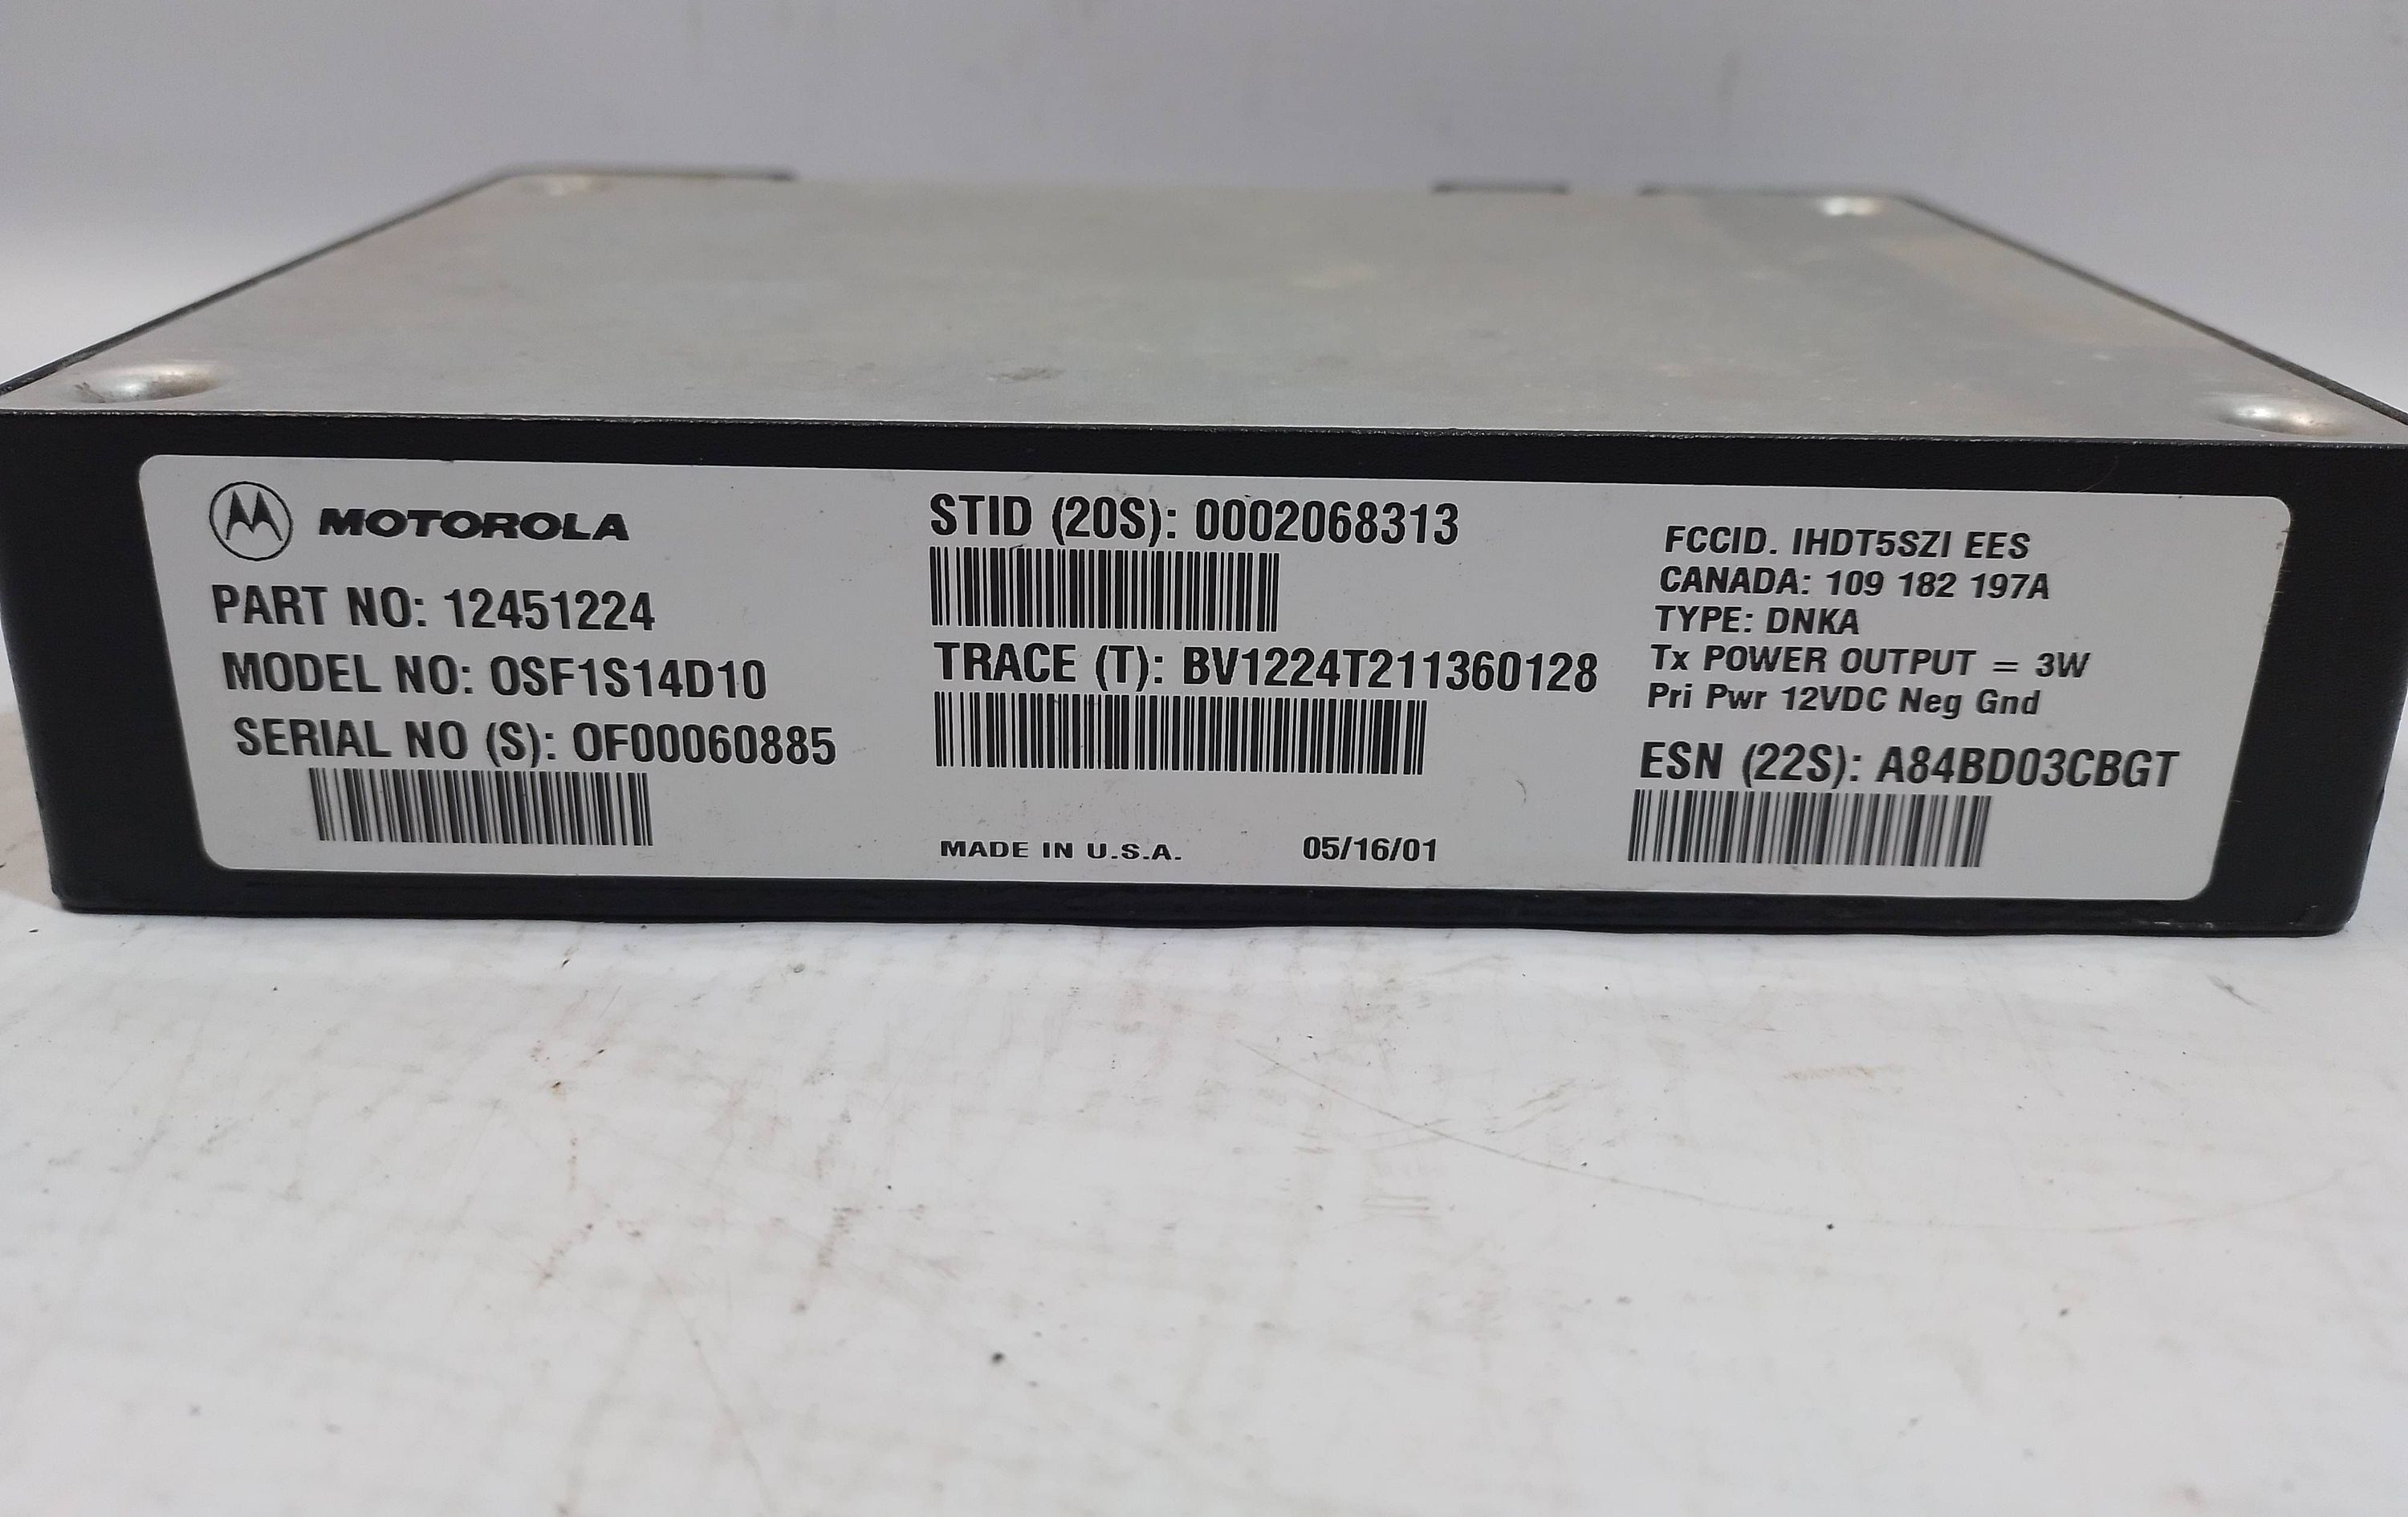 MOTOROLA
PART NO: 12451224
MODEL NO: OSF1S14D10
SERIAL NO (S): OF00060885
STID (20S): 0002068313
TRACE (T): BV1224T211360128
MADE IN U.S.A. 05/16/01
FCCID. IHDT5SZI EES
CANADA: 109 182 197A
TYPE: DNKA
Tx POWER OUTPUT = 3W
Pri Pwr 12VDC Neg Gnd
ESN (22S): A84BD03CBGT